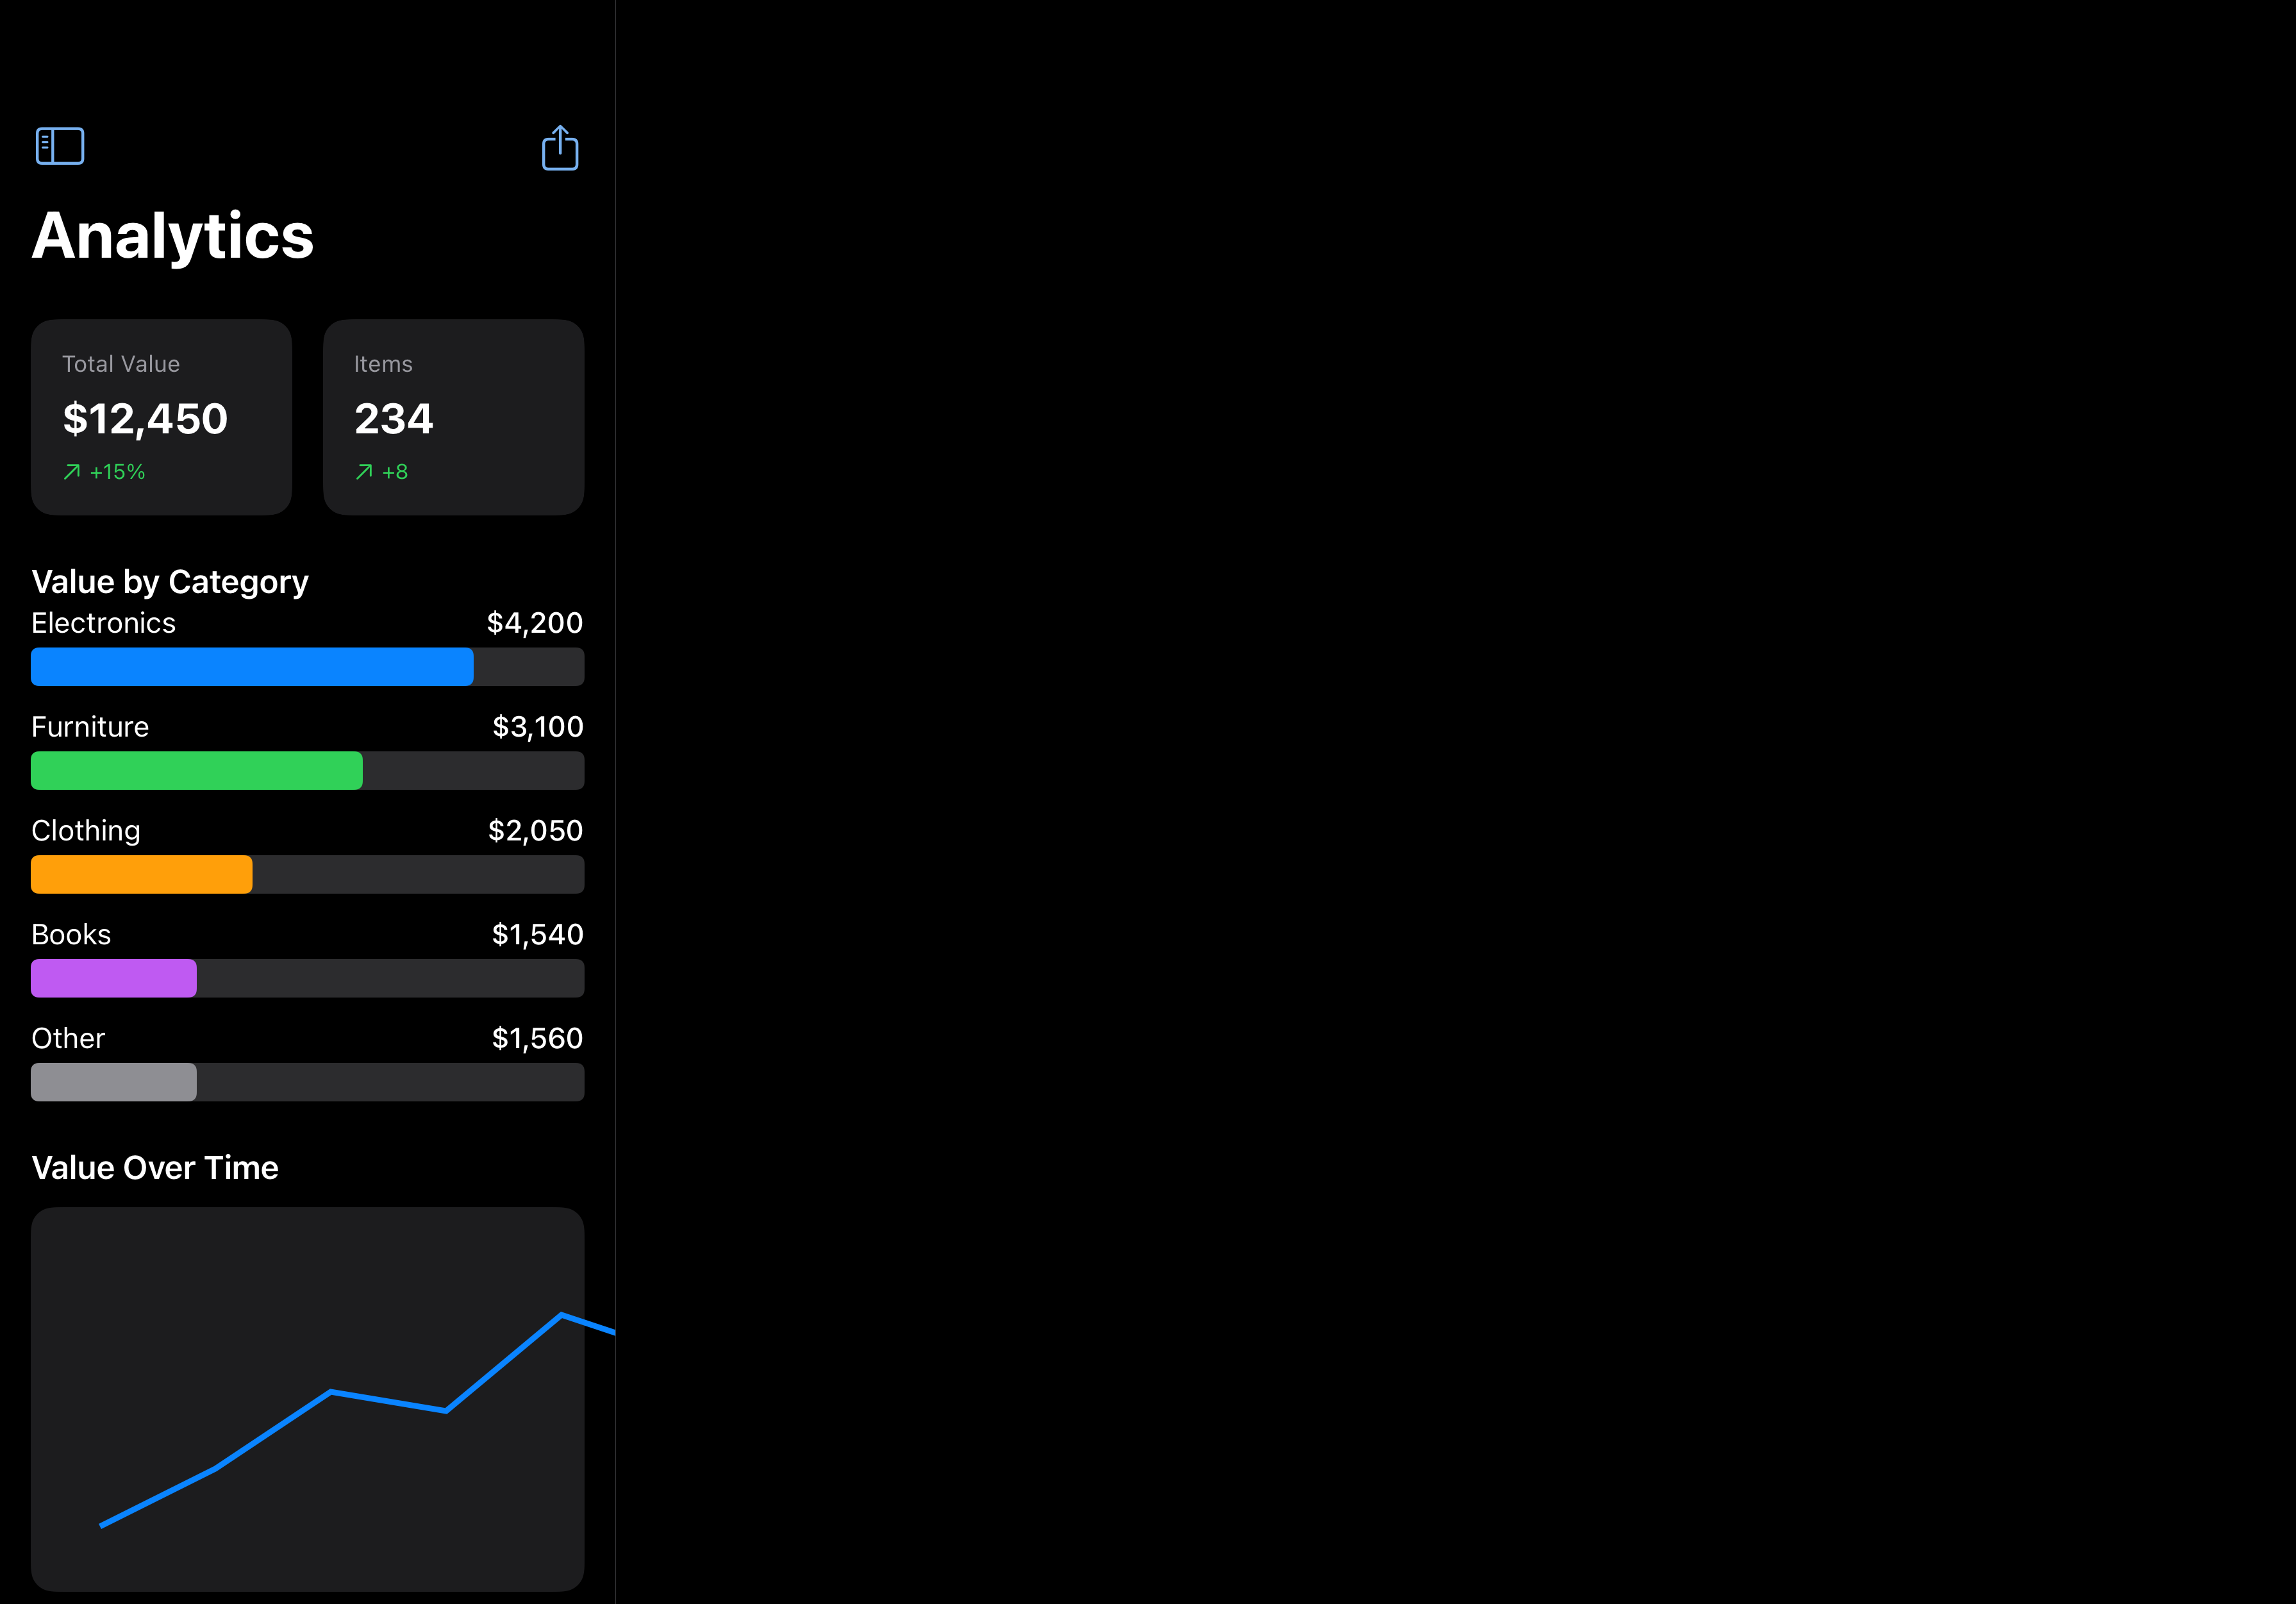 Analytics
Total Value
Items
$12,450
234
+15%
+8
Value by Category
Electronics $4,200
Furniture $3,100
Clothing $2,050
Books $1,540
Other $1,560
Value Over Time